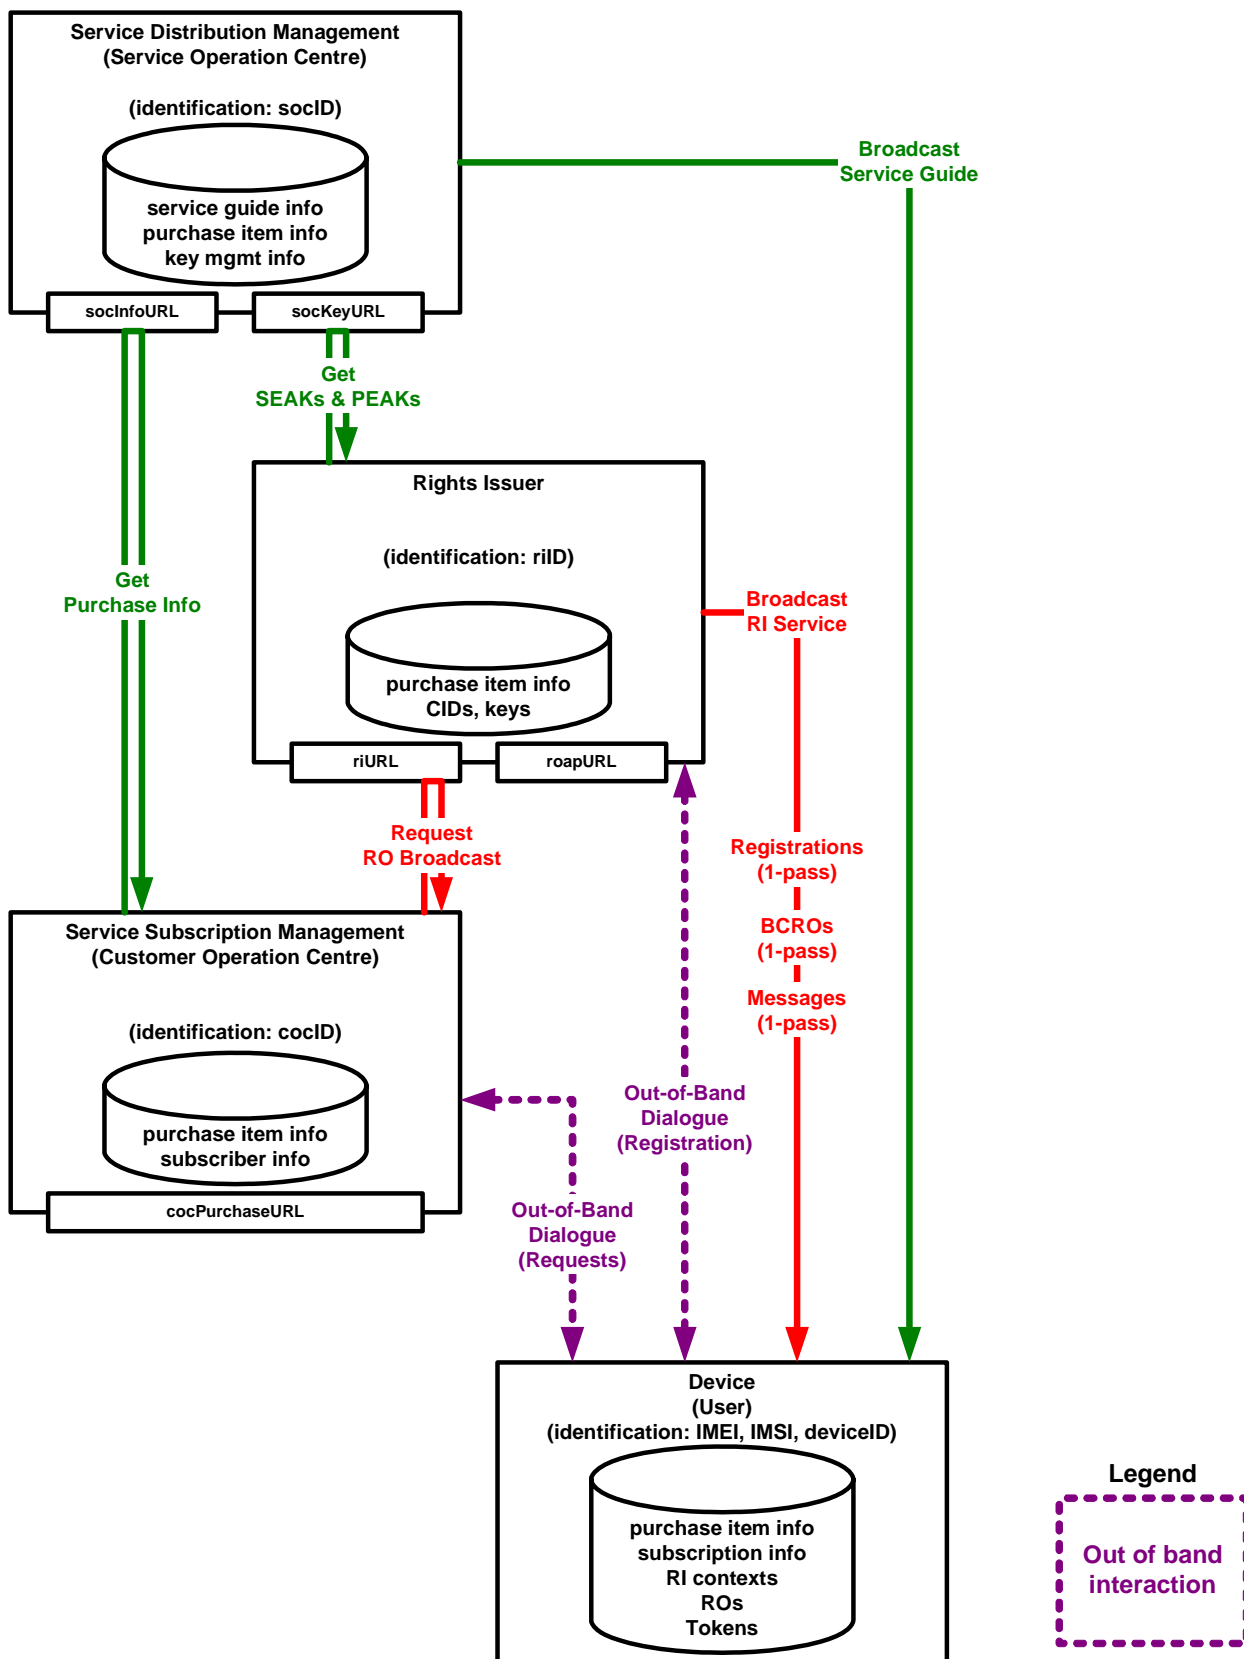 Service Distribution Management
(Service Operation Centre)
(identification: socID)
service guide info
purchase item info
key mgmt info
socInfoURL
socKeyURL
Broadcast
Service Guide
Get
SEAKs & PEAKs
Rights Issuer
(identification: riID)
purchase item info
CIDs, keys
riURL
roapURL
Get
Purchase Info
Broadcast
RI Service
Request
RO Broadcast
Registrations
(1-pass)
BCROs
(1-pass)
Messages
(1-pass)
Service Subscription Management
(Customer Operation Centre)
(identification: cocID)
purchase item info
subscriber info
cocPurchaseURL
Out-of-Band
Dialogue
(Registration)
Out-of-Band
Dialogue
(Requests)
Device
(User)
(identification: IMEI, IMSI, deviceID)
purchase item info
subscription info
RI contexts
ROs
Tokens
Legend
Out of band
interaction